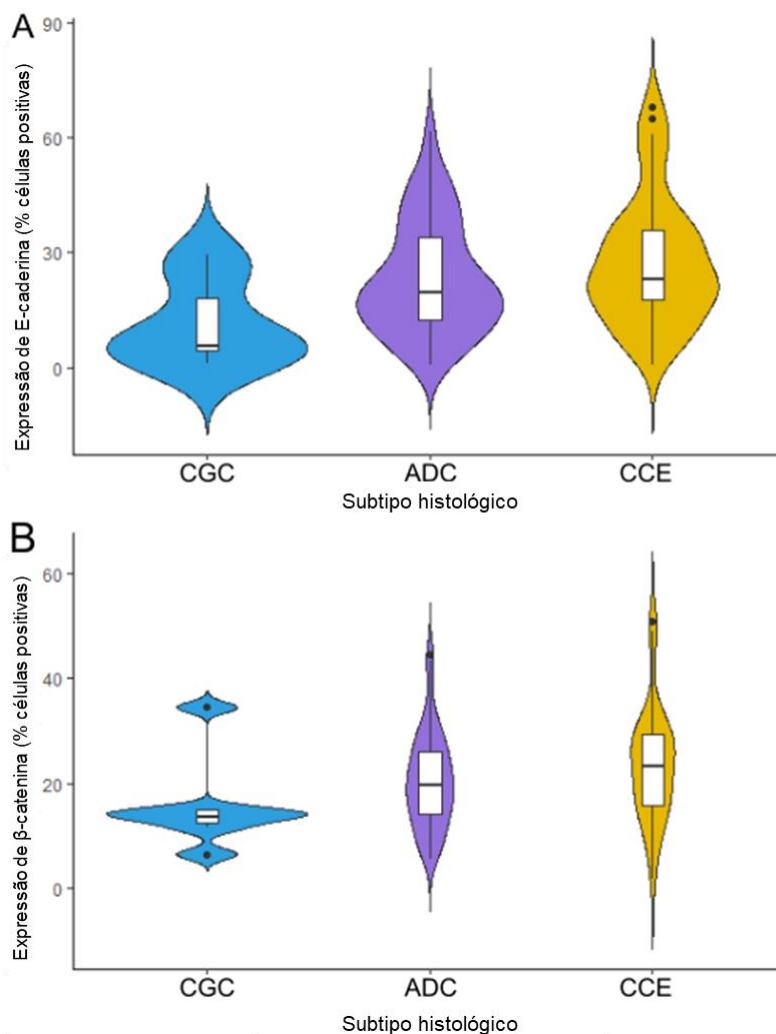 A
Expressão de E-caderina (% células positivas)
90
60
30
0
CGC ADC CCE
Subtipo histológico
B
Expressão de β-catenina (% células positivas)
60
40
20
0
CGC ADC CCE
Subtipo histológico